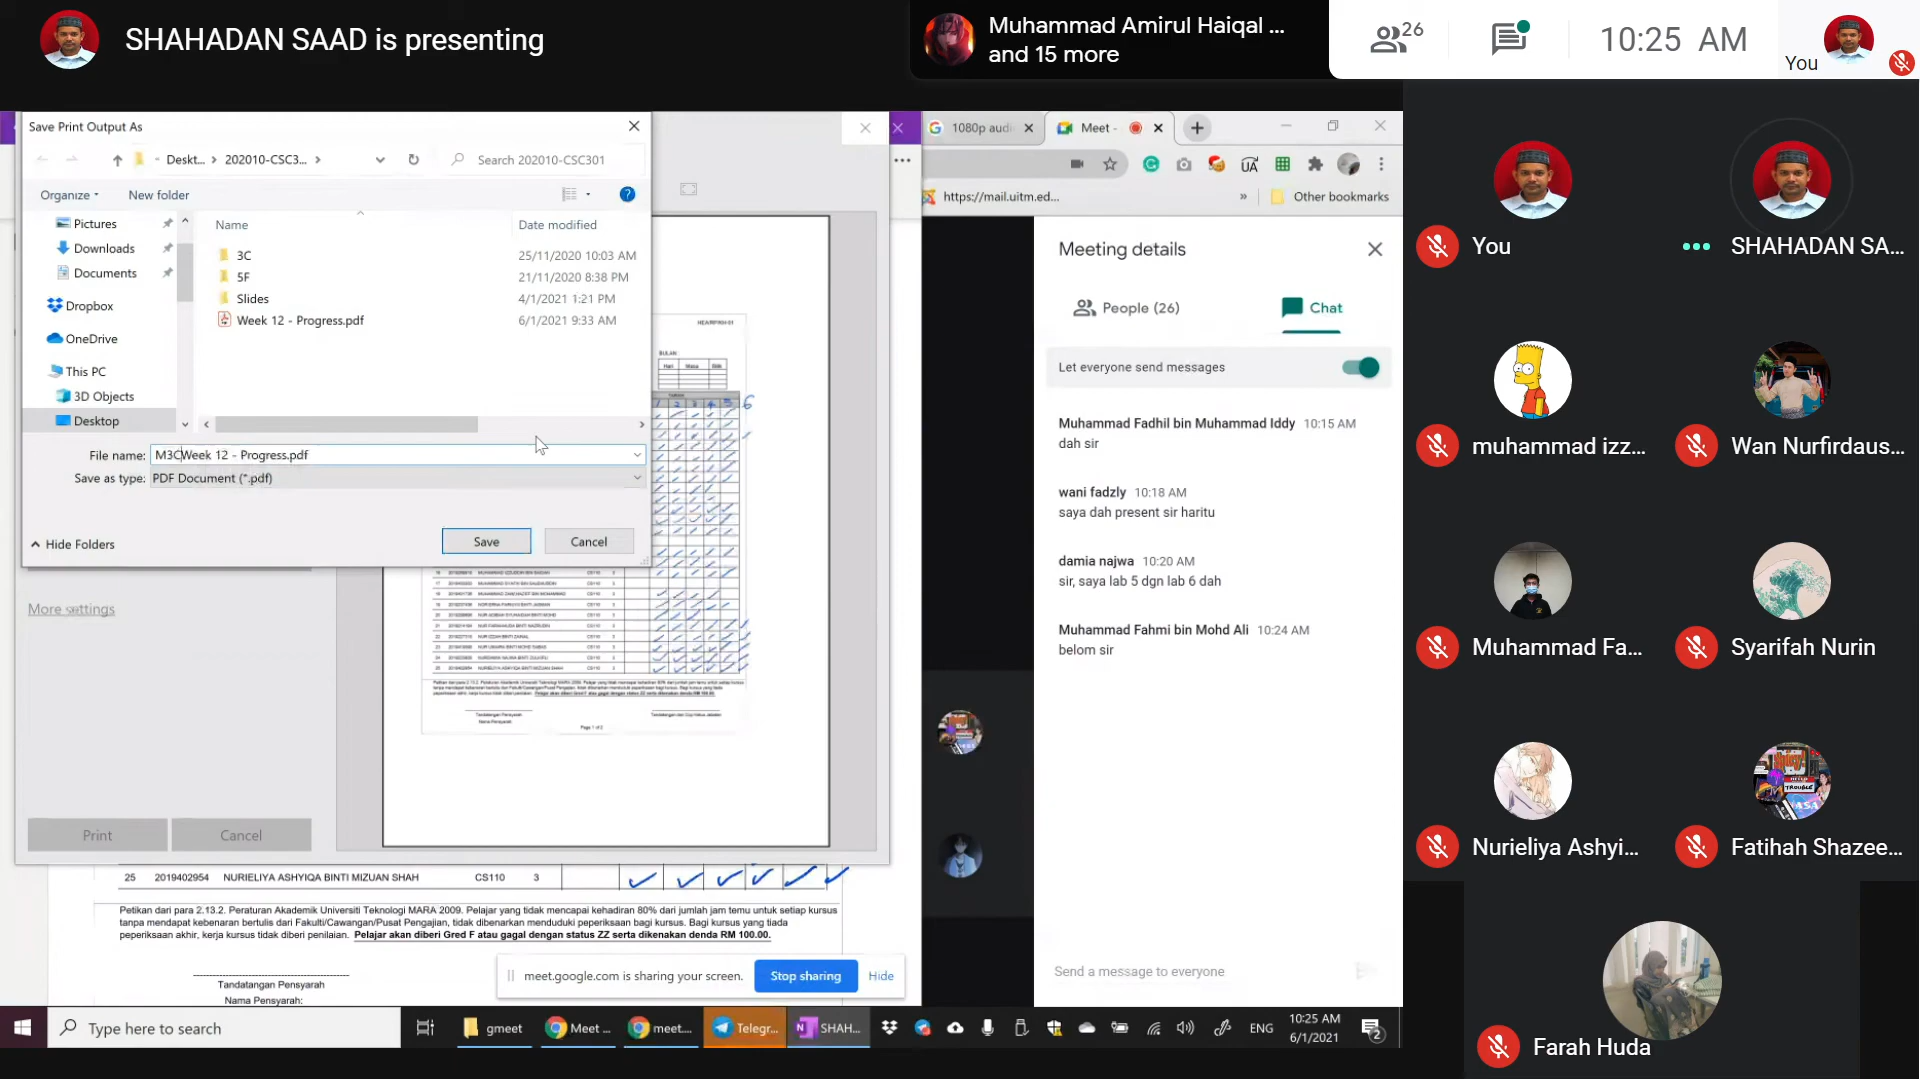 SHAHADAN SAAD is presenting
Muhammad Amirul Haiqal ...
and 15 more
26
10:25 AM
You
Save Print Output As
Deskt...
202010-CSC3...
Search 202010-CSC301
Organize
New folder
Pictures
Downloads
Documents
Dropbox
OneDrive
This PC
3D Objects
Desktop
Name
Date modified
3C
25/11/2020 10:03 AM
5F
21/11/2020 8:38 PM
Slides
4/1/2021 1:21 PM
Week 12 - Progress.pdf
6/1/2021 9:33 AM
File name:
M3CWeek 12 - Progress.pdf
Save as type:
PDF Document (*.pdf)
Hide Folders
Save
Cancel
More settings
Print
Cancel
BULAN
1 2 3 4 5 6
Page 1 of 2
25 2019402954 NURIELIYA ASHYIQA BINTI MIZUAN SHAH CS110 3
Petikan dari para 2.13.2. Peraturan Akademik Universiti Teknologi MARA 2009. Pelajar yang tidak mencapai kehadiran 80% dari jumlah jam temu untuk setiap kursus
tanpa mendapat kebenaran bertulis dari Fakulti/Cawangan/Pusat Pengajian, tidak dibenarkan menduduki peperiksaan bagi kursus. Bagi kursus yang tiada
peperiksaan akhir, kerja kursus tidak diberi penilaian. Pelajar akan diberi Gred F atau gagal dengan status ZZ serta dikenakan denda RM 100.00.
Tandatangan Pensyarah
Nama Pensyarah:
meet.google.com is sharing your screen.
Stop sharing
Hide
1080p audi
Meet -
https://mail.uitm.ed...
Other bookmarks
Meeting details
People (26)
Chat
Let everyone send messages
Muhammad Fadhil bin Muhammad Iddy 10:15 AM
dah sir
wani fadzly 10:18 AM
saya dah present sir haritu
damia najwa 10:20 AM
sir, saya lab 5 dgn lab 6 dah
Muhammad Fahmi bin Mohd Ali 10:24 AM
belom sir
Send a message to everyone
Type here to search
gmeet
Meet ...
meet....
Telegr...
SHAH...
ENG
10:25 AM
6/1/2021
2
You
SHAHADAN SA...
muhammad izz...
Wan Nurfirdaus...
Muhammad Fa...
Syarifah Nurin
Nurieliya Ashyi...
Fatihah Shazee...
Farah Huda